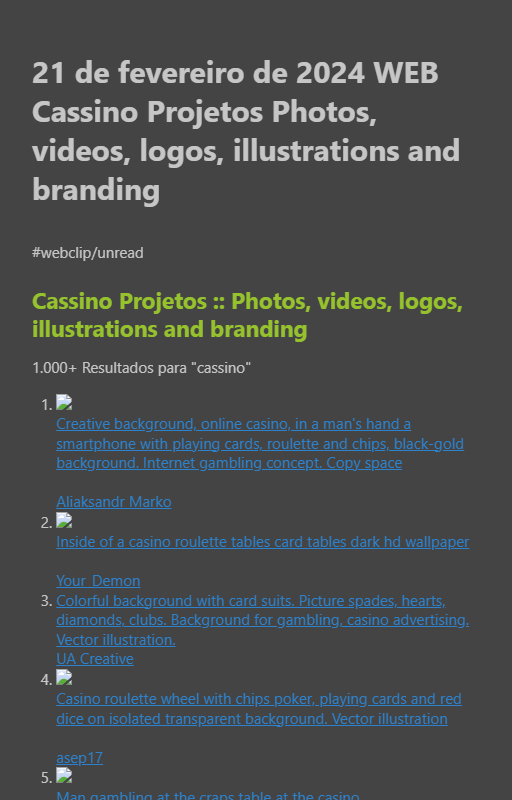 21 de fevereiro de 2024 WEB
Cassino Projetos Photos,
videos, logos, illustrations and
branding
#webclip/unread
Cassino Projetos :: Photos, videos, logos,
illustrations and branding
1.000+ Resultados para "cassino"
1.
Creative background, online casino, in a man's hand a
smartphone with playing cards, roulette and chips, black-gold
background. Internet gambling concept. Copy space
Aliaksandr Marko
2.
Inside of a casino roulette tables card tables dark hd wallpaper
Your_Demon
3. Colorful background with card suits. Picture spades, hearts,
diamonds, clubs. Background for gambling, casino advertising.
Vector illustration.
UA Creative
4.
Casino roulette wheel with chips poker, playing cards and red
dice on isolated transparent background. Vector illustration
asep17
5.
Man gambling at the craps table at the casino